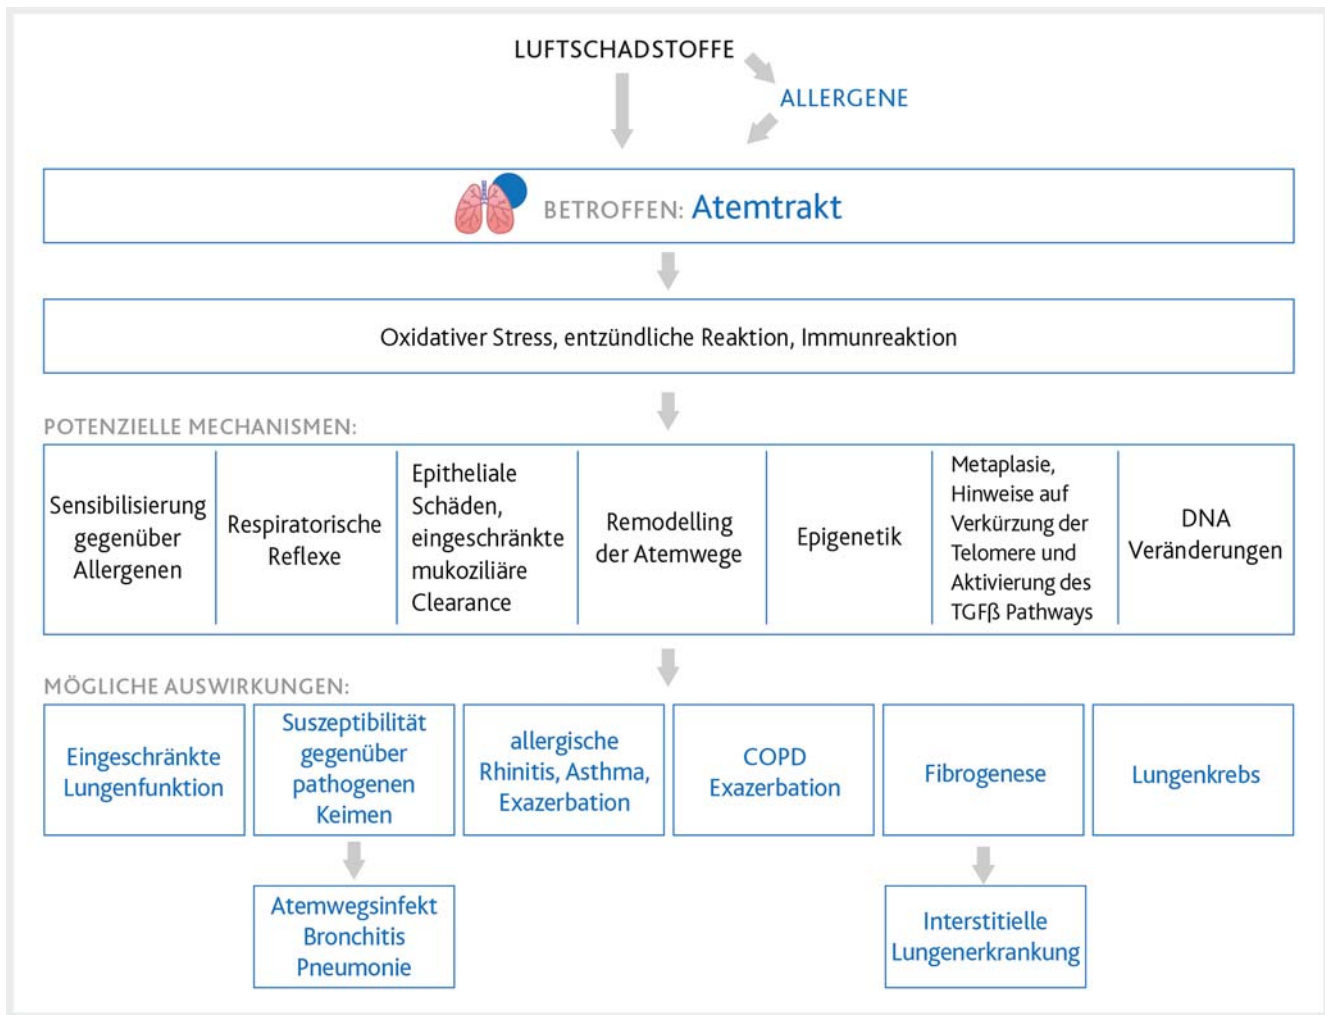 LUFTSCHADSTOFFE
ALLERGENE
BETROFFEN: Atemtrakt
Oxidativer Stress, entzündliche Reaktion, Immunreaktion
POTENZIELLE MECHANISMEN:
Sensibilisierung
gegenüber
Allergenen
Respiratorische
Reflexe
Epitheliale
Schäden,
eingeschränkte
mukoziliäre
Clearance
Remodelling
der Atemwege
Epigenetik
Metaplasie,
Hinweise auf
Verkürzung der
Telomere und
Aktivierung des
TGFß Pathways
DNA
Veränderungen
MÖGLICHE AUSWIRKUNGEN:
Eingeschränkte
Lungenfunktion
Suszeptibilität
gegenüber
pathogenen
Keimen
allergische
Rhinitis, Asthma,
Exazerbation
COPD
Exazerbation
Fibrogenese
Lungenkrebs
Atemwegsinfekt
Bronchitis
Pneumonie
Interstitielle
Lungenerkrankung